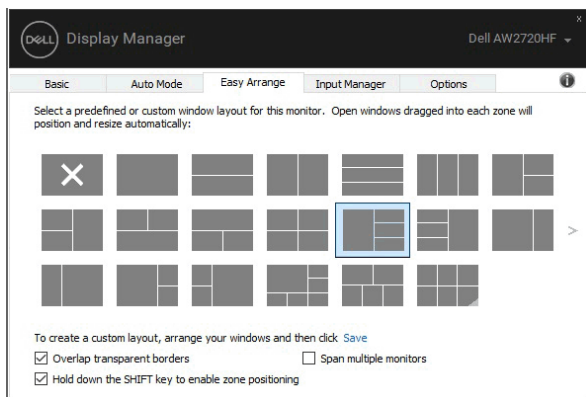 x
DELL Display Manager Dell AW2720HF
Basic Auto Mode Easy Arrange Input Manager Options i
Select a predefined or custom window layout for this monitor. Open windows dragged into each zone will
position and resize automatically:
>
To create a custom layout, arrange your windows and then click Save
Overlap transparent borders Span multiple monitors
Hold down the SHIFT key to enable zone positioning